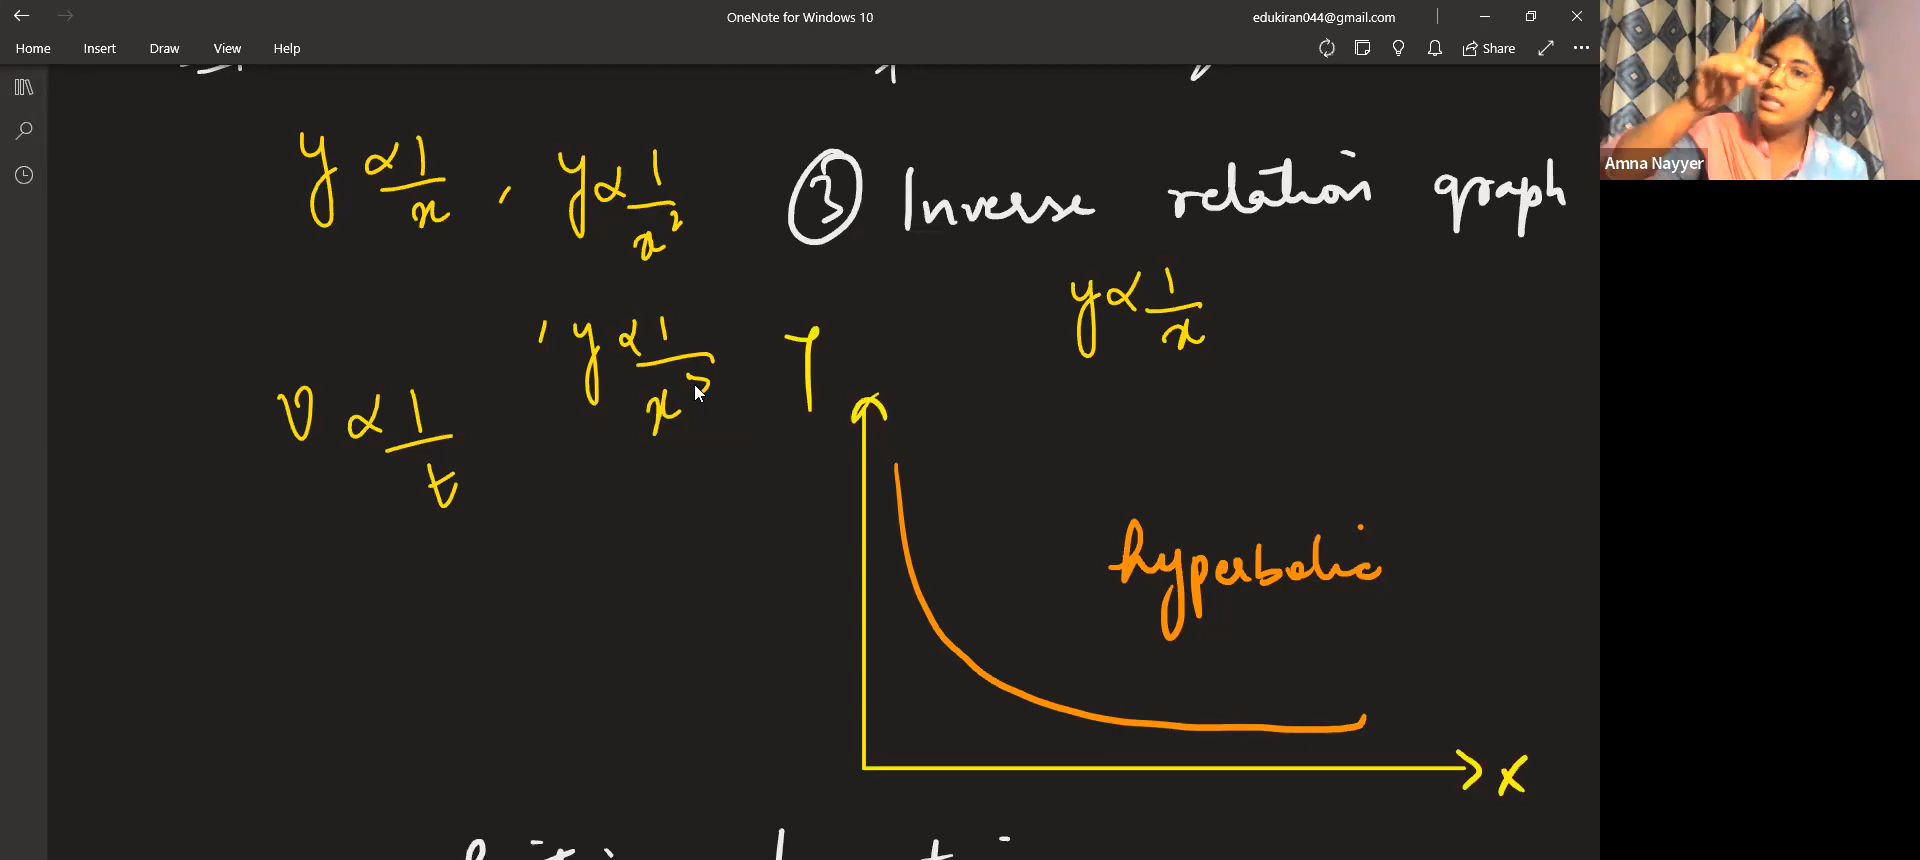 OneNote for Windows 10
edukiran044@gmail.com
Home Insert Draw View Help
Share
Amna Nayyer
y ∝ 1/x , y ∝ 1/x²
③ Inverse relation graph
y ∝ 1/x
' y ∝ 1/x³
v ∝ 1/t
Y
hyperbolic
X